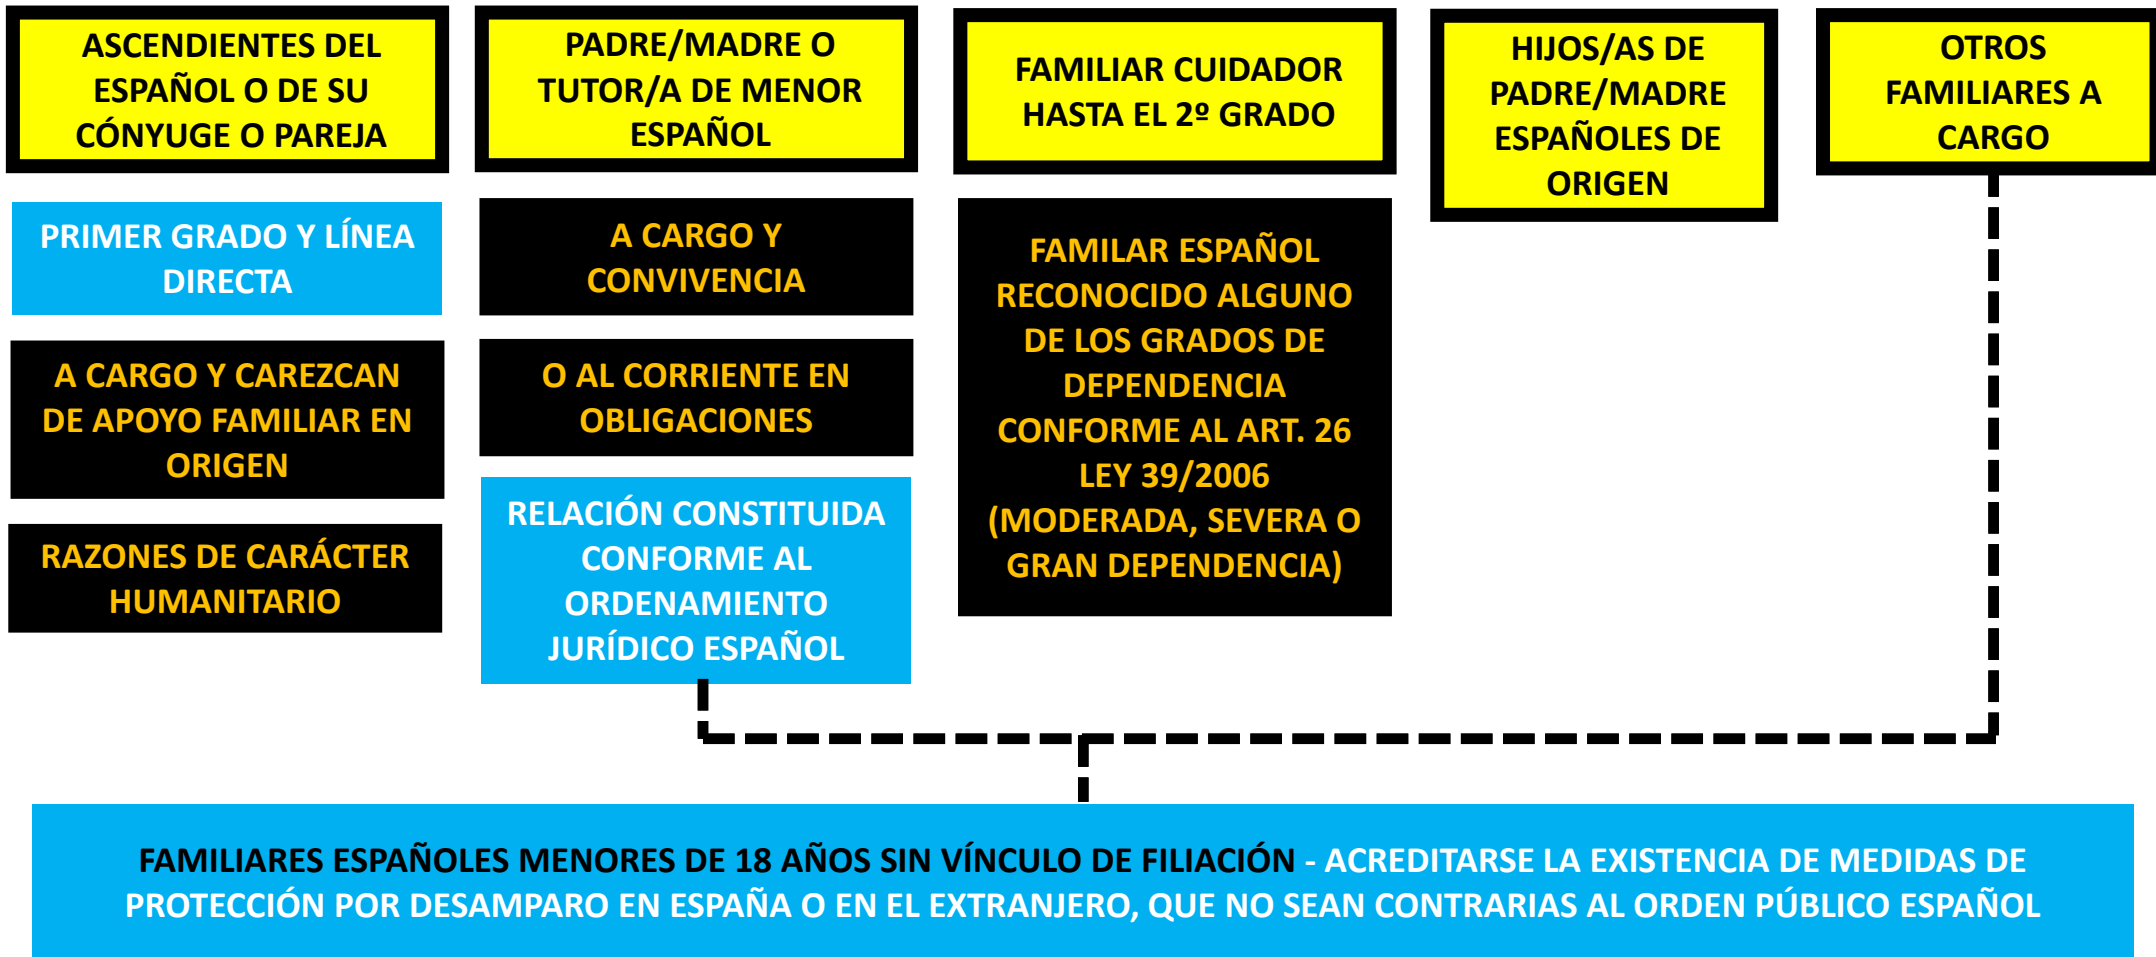 ASCENDIENTES DEL
ESPAÑOL O DE SU
CÓNYUGE O PAREJA
PRIMER GRADO Y LÍNEA
DIRECTA
A CARGO Y CAREZCAN
DE APOYO FAMILIAR EN
ORIGEN
RAZONES DE CARÁCTER
HUMANITARIO
PADRE/MADRE O
TUTOR/A DE MENOR
ESPAÑOL
A CARGO Y
CONVIVENCIA
O AL CORRIENTE EN
OBLIGACIONES
RELACIÓN CONSTITUIDA
CONFORME AL
ORDENAMIENTO
JURÍDICO ESPAÑOL
FAMILIAR CUIDADOR
HASTA EL 2º GRADO
FAMILAR ESPAÑOL
RECONOCIDO ALGUNO
DE LOS GRADOS DE
DEPENDENCIA
CONFORME AL ART. 26
LEY 39/2006
(MODERADA, SEVERA O
GRAN DEPENDENCIA)
HIJOS/AS DE
PADRE/MADRE
ESPAÑOLES DE
ORIGEN
OTROS
FAMILIARES A
CARGO
FAMILIARES ESPAÑOLES MENORES DE 18 AÑOS SIN VÍNCULO DE FILIACIÓN - ACREDITARSE LA EXISTENCIA DE MEDIDAS DE
PROTECCIÓN POR DESAMPARO EN ESPAÑA O EN EL EXTRANJERO, QUE NO SEAN CONTRARIAS AL ORDEN PÚBLICO ESPAÑOL